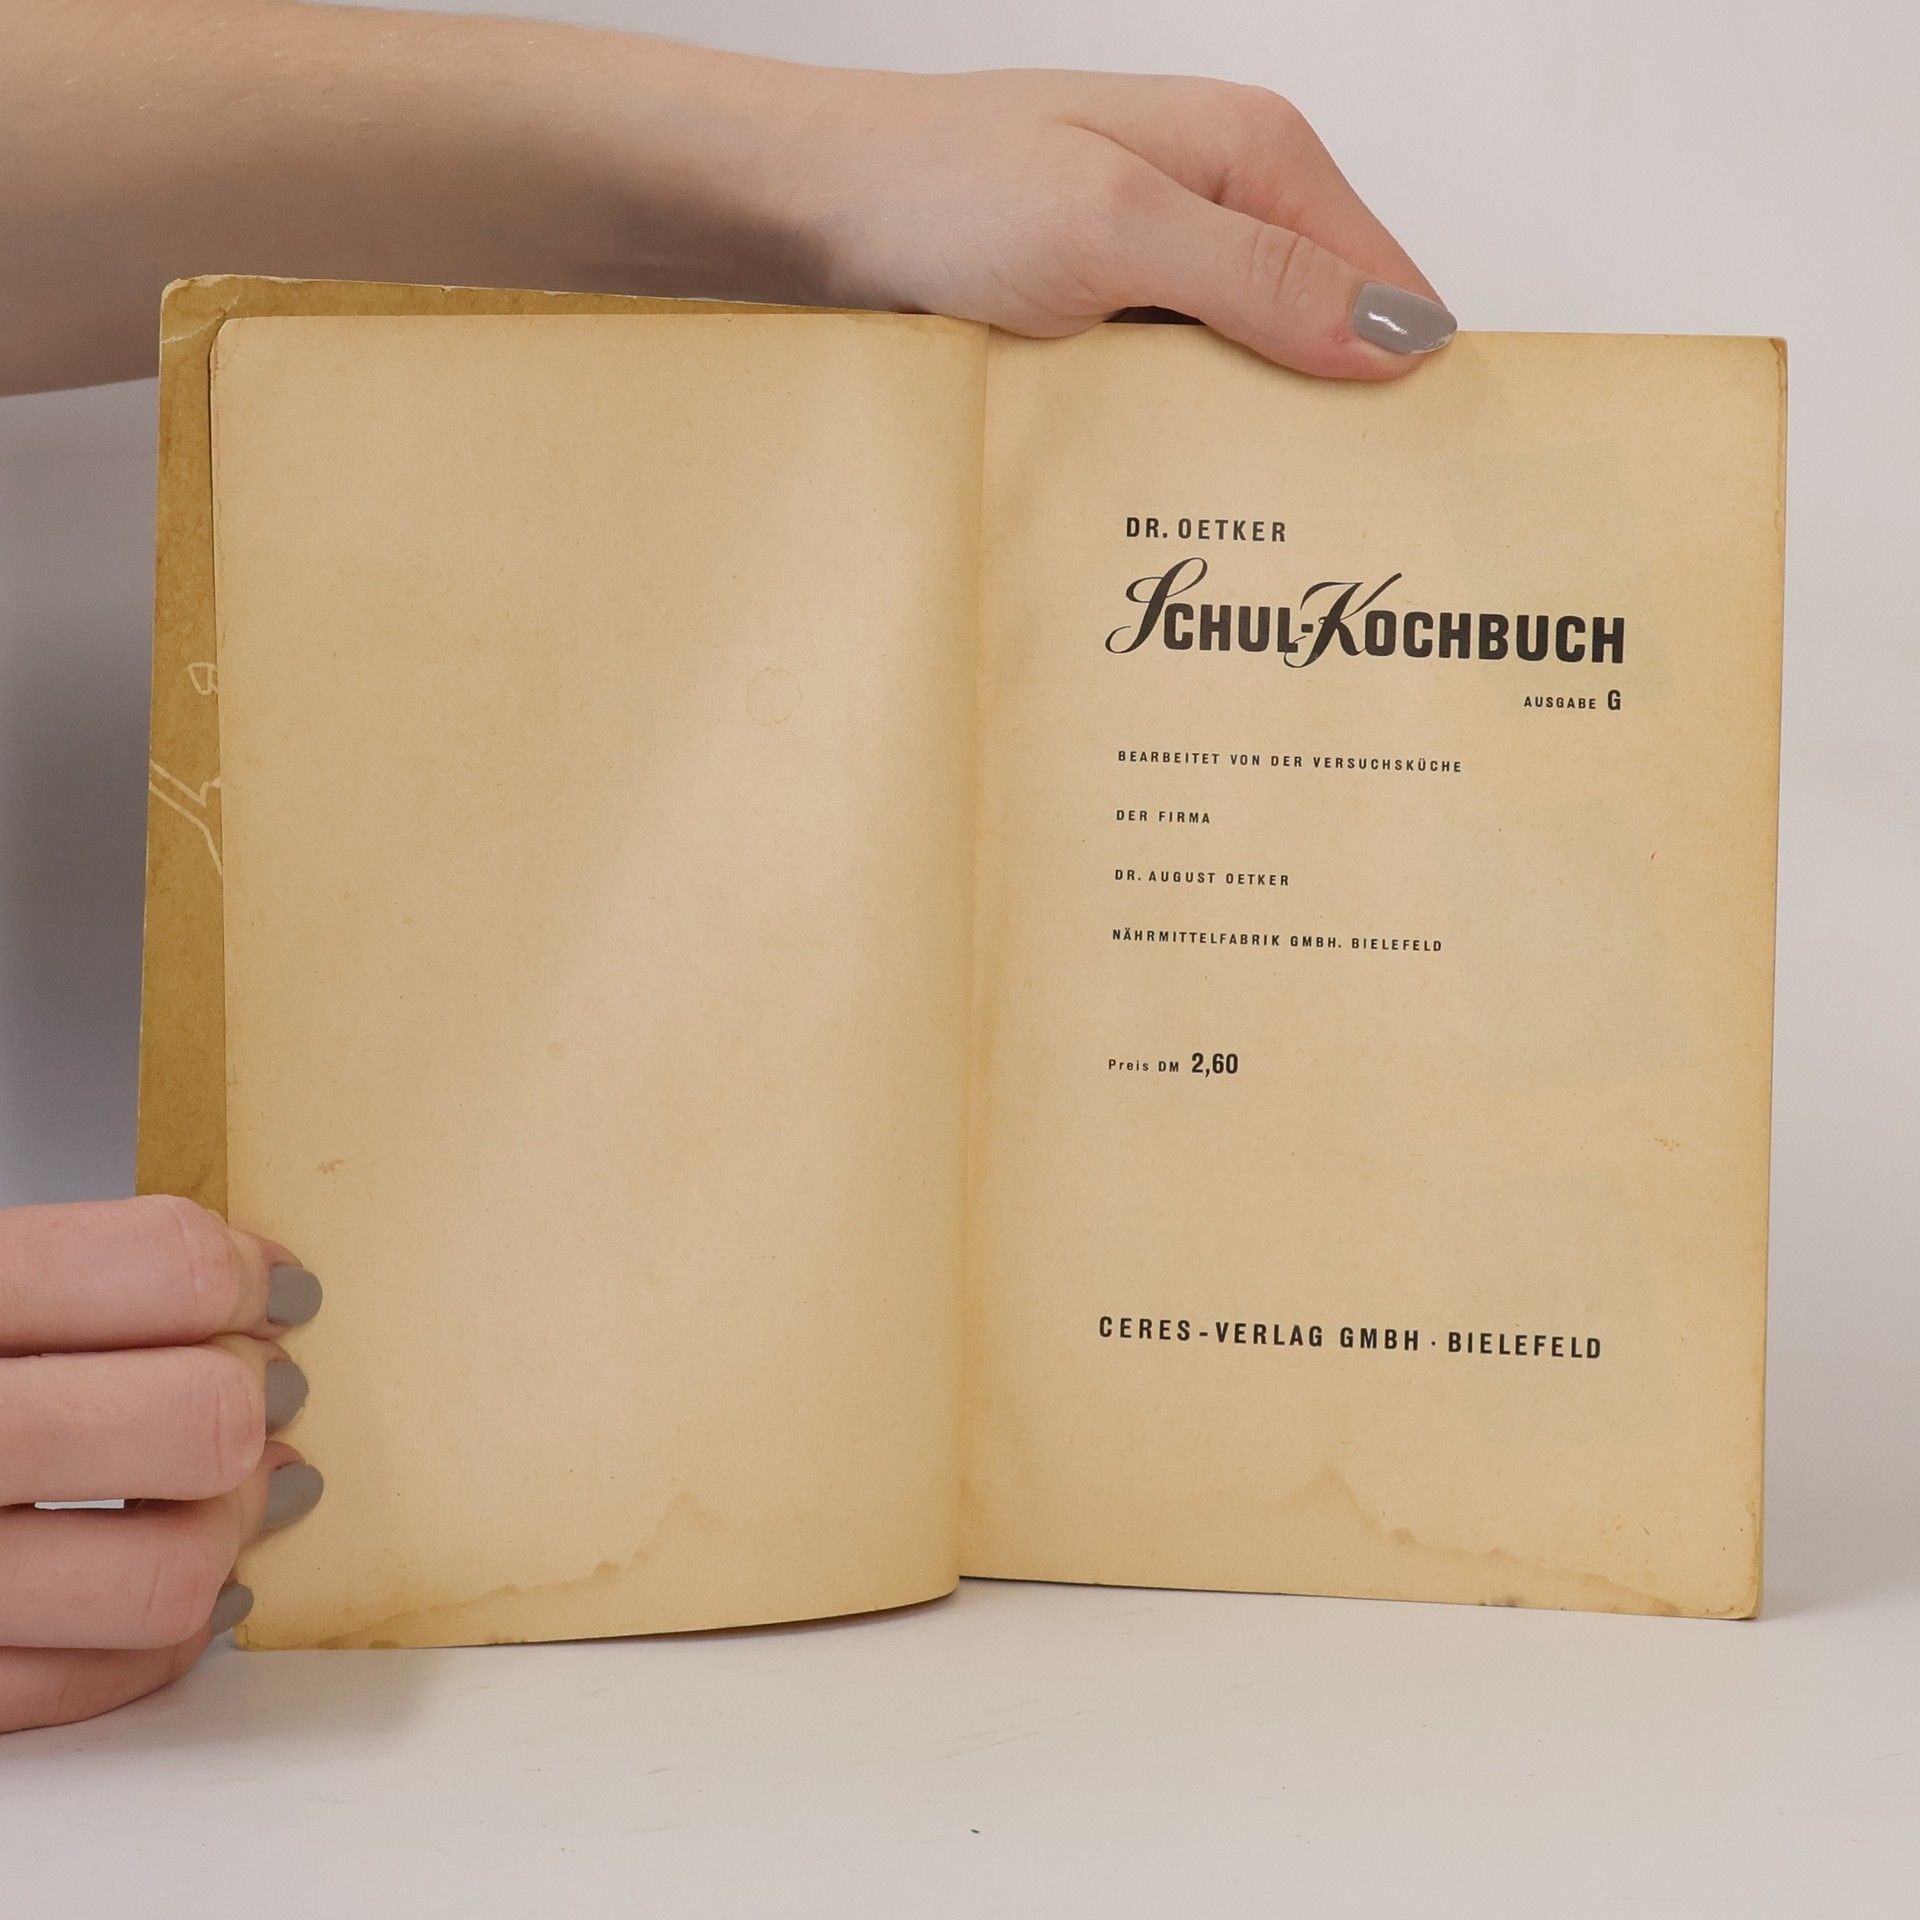 DR. OETKER
SCHUL-KOCHBUCH
AUSGABE G
BEARBEITET VON DER VERSUCHSKÜCHE
DER FIRMA
DR. AUGUST OETKER
NÄHRMITTELFABRIK GMBH. BIELEFELD
Preis DM 2,60
CERES-VERLAG GMBH · BIELEFELD